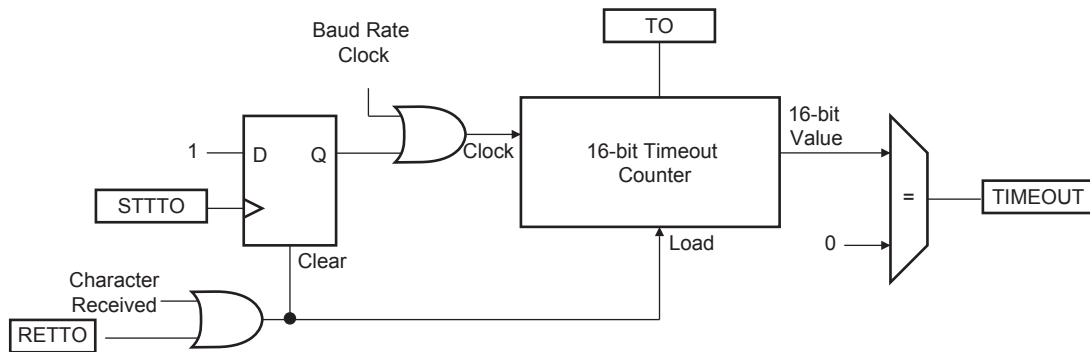 TO
Baud Rate
Clock
1
D
Q
Clock
16-bit Timeout
Counter
16-bit
Value
=
TIMEOUT
STTTO
0
Load
Clear
Character
Received
RETTO